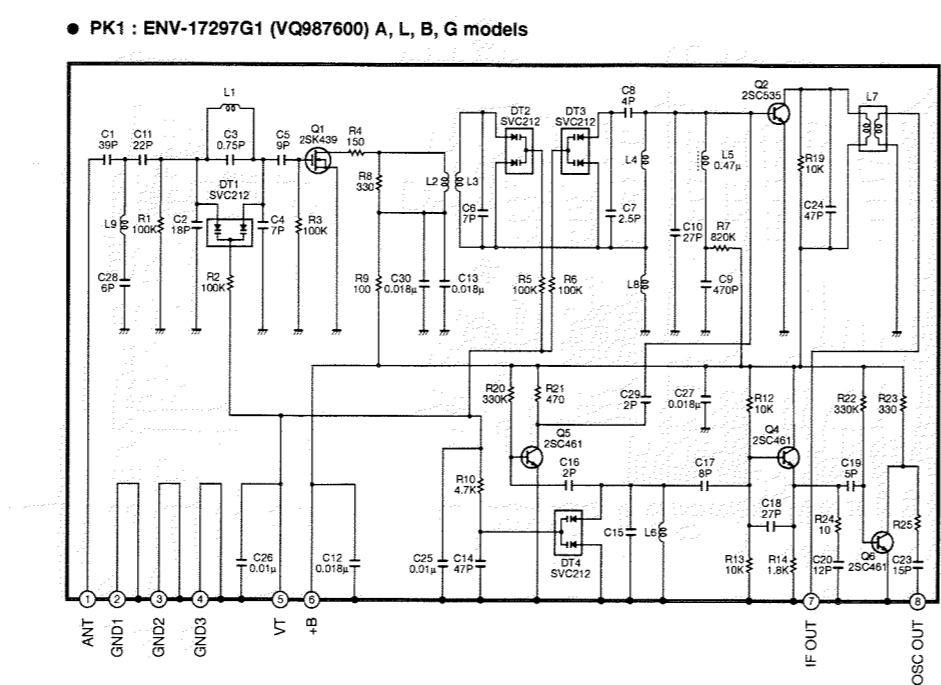 ● PK1 : ENV-17297G1 (VQ987600) A, L, B, G models
L1
C1
39P
C11
22P
C3
0.75P
C5
9P
Q1
2SK439
R4
150
DT2
SVC212
DT3
SVC212
C8
4P
Q2
2SC535
L7
DT1
SVC212
R8
330
L2
L3
L4
L5
0.47µ
R19
10K
L9
R1
100K
C2
18P
C4
7P
R3
100K
C6
7P
C7
2.5P
C10
27P
R7
820K
C24
47P
C28
6P
R2
100K
R9
100
C30
0.018µ
C13
0.018µ
R5
100K
R6
100K
L8
C9
470P
R20
330K
R21
470
C29
2P
C27
0.018µ
R12
10K
R22
330K
R23
330
Q5
2SC461
Q4
2SC461
R10
4.7K
C16
2P
C17
8P
C19
5P
C18
27P
R24
10
R25
C26
0.01µ
C12
0.018µ
C25
0.01µ
C14
47P
DT4
SVC212
C15
L6
R13
10K
R14
1.8K
C20
12P
Q6
2SC461
C23
15P
1
2
3
4
5
6
7
8
ANT
GND1
GND2
GND3
VT
+B
IF OUT
OSC OUT